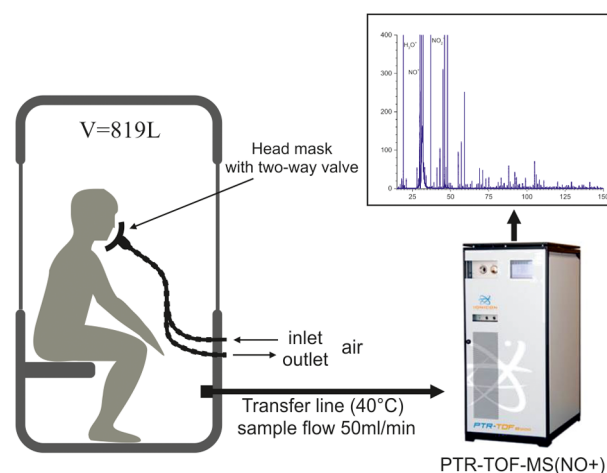 V=819L
Head mask
with two-way valve
inlet
outlet
air
Transfer line (40°C)
sample flow 50ml/min
400
300
200
100
0
H₃O⁺
NO⁺
25
50
75
100
125
150
PTR-TOF
PTR-TOF-MS(NO+)